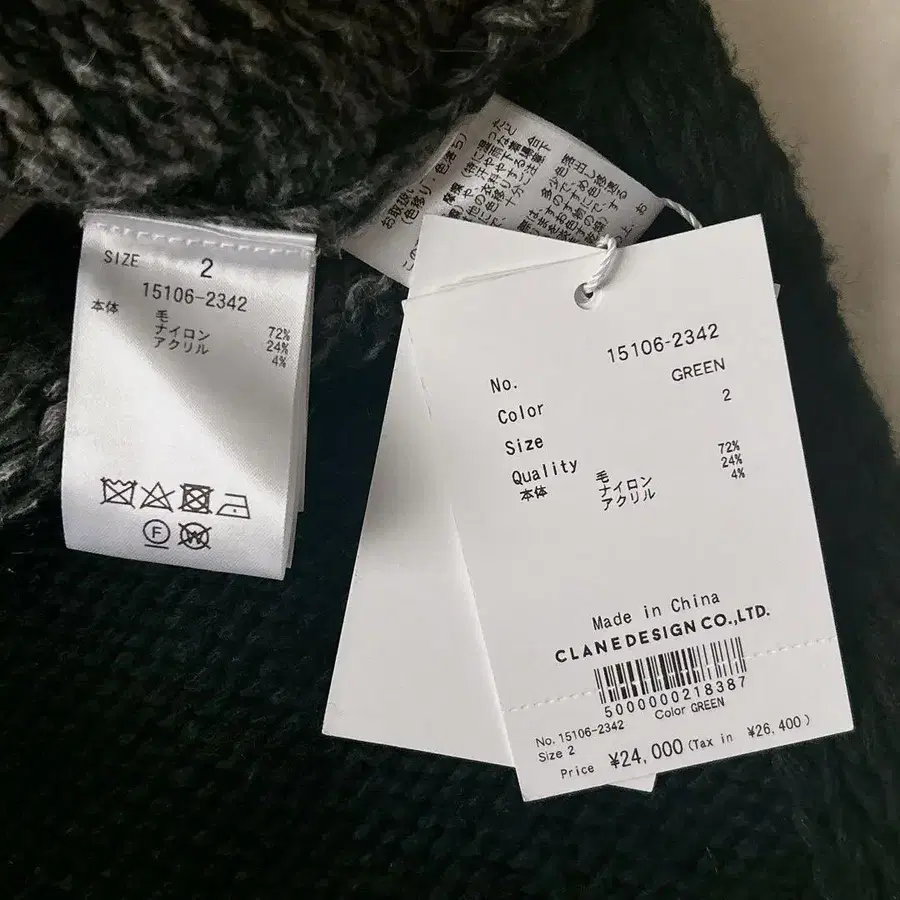 SIZE 2
15106-2342
本体 毛 72%
ナイロン 24%
アクリル 4%
F
W
No. 15106-2342
Color GREEN
Size 2
Quality
本体 毛 72%
ナイロン 24%
アクリル 4%
Made in China
CLANEDESIGN CO.,LTD.
5000000218387
No. 15106-2342 Color GREEN
Size 2
Price ¥24,000 (Tax in ¥26,400)